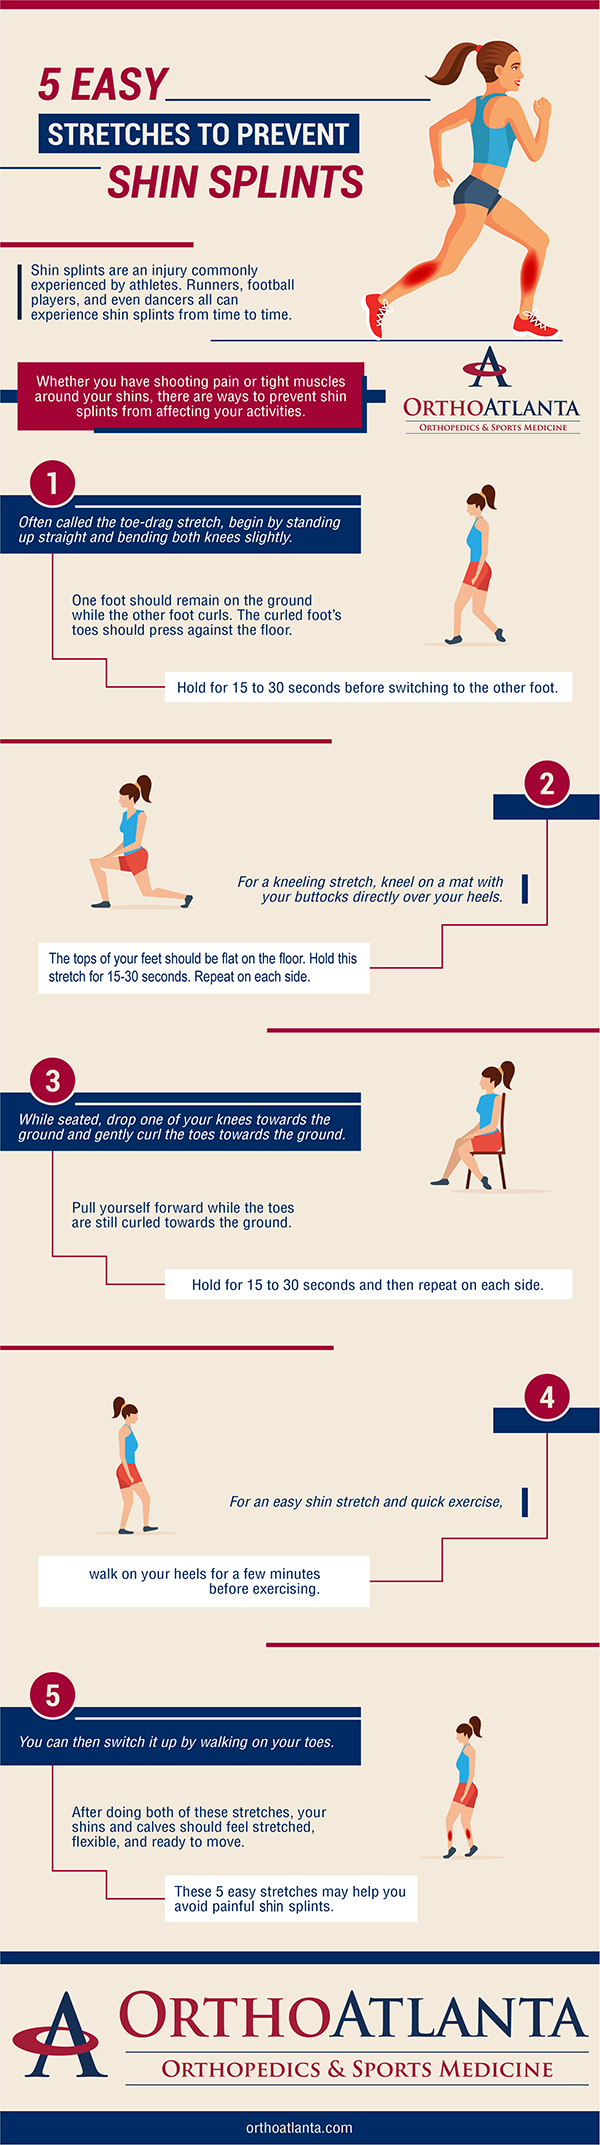 5 EASY
STRETCHES TO PREVENT
SHIN SPLINTS
Shin splints are an injury commonly
experienced by athletes. Runners, football
players, and even dancers all can
experience shin splints from time to time.
Whether you have shooting pain or tight muscles
around your shins, there are ways to prevent shin
splints from affecting your activities.
ORTHOATLANTA
ORTHOPEDICS & SPORTS MEDICINE
1
Often called the toe-drag stretch, begin by standing
up straight and bending both knees slightly.
One foot should remain on the ground
while the other foot curls. The curled foot's
toes should press against the floor.
Hold for 15 to 30 seconds before switching to the other foot.
2
For a kneeling stretch, kneel on a mat with
your buttocks directly over your heels.
The tops of your feet should be flat on the floor. Hold this
stretch for 15-30 seconds. Repeat on each side.
3
While seated, drop one of your knees towards the
ground and gently curl the toes towards the ground.
Pull yourself forward while the toes
are still curled towards the ground.
Hold for 15 to 30 seconds and then repeat on each side.
4
For an easy shin stretch and quick exercise,
walk on your heels for a few minutes
before exercising.
5
You can then switch it up by walking on your toes.
After doing both of these stretches, your
shins and calves should feel stretched,
flexible, and ready to move.
These 5 easy stretches may help you
avoid painful shin splints.
ORTHOATLANTA
ORTHOPEDICS & SPORTS MEDICINE
orthoatlanta.com